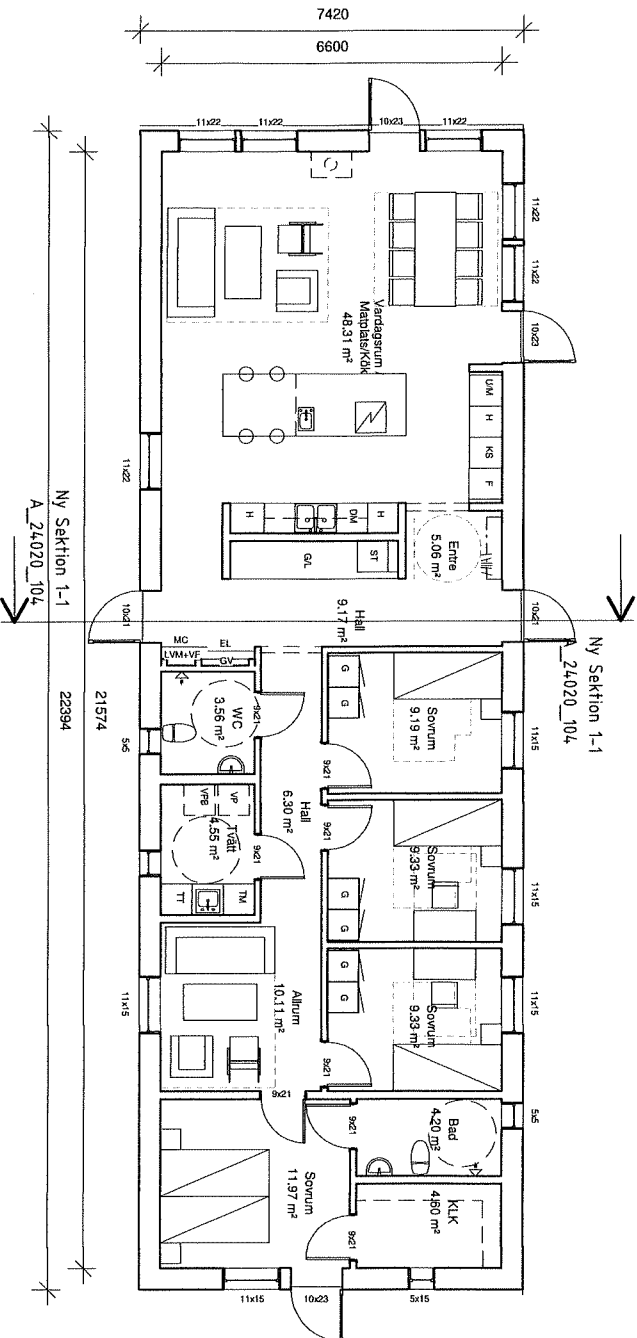 7420
6600
11x22
11x22
10x23
11x22
11x22
11x22
10x23
Vardagsrum /
Matplats/Kök
48.31 m²
U/M
H
KS
F
11x22
H
DM
H
G/L
ST
Entre
5.06 m²
Hall
9.17 m²
Ny Sektion 1-1
A_24020_104
Ny Sektion 1-1
A_24020_104
10x21
10x21
21574
22394
MC
EL
LVM+VF
GV
WC
3.56 m²
9x21
5x5
G
G
Sovrum
9.19 m²
9x21
11x15
Hall
6.30 m²
VPB
VP
Tvätt
4.55 m²
9x21
TT
TM
9x21
Sovrum
9.33 m²
G
G
11x15
G
G
Sovrum
9.33 m²
9x21
11x15
Allrum
10.11 m²
11x15
9x21
9x21
Bad
4.20 m²
5x5
Sovrum
11.97 m²
KLK
4.60 m²
9x21
11x15
10x23
5x15